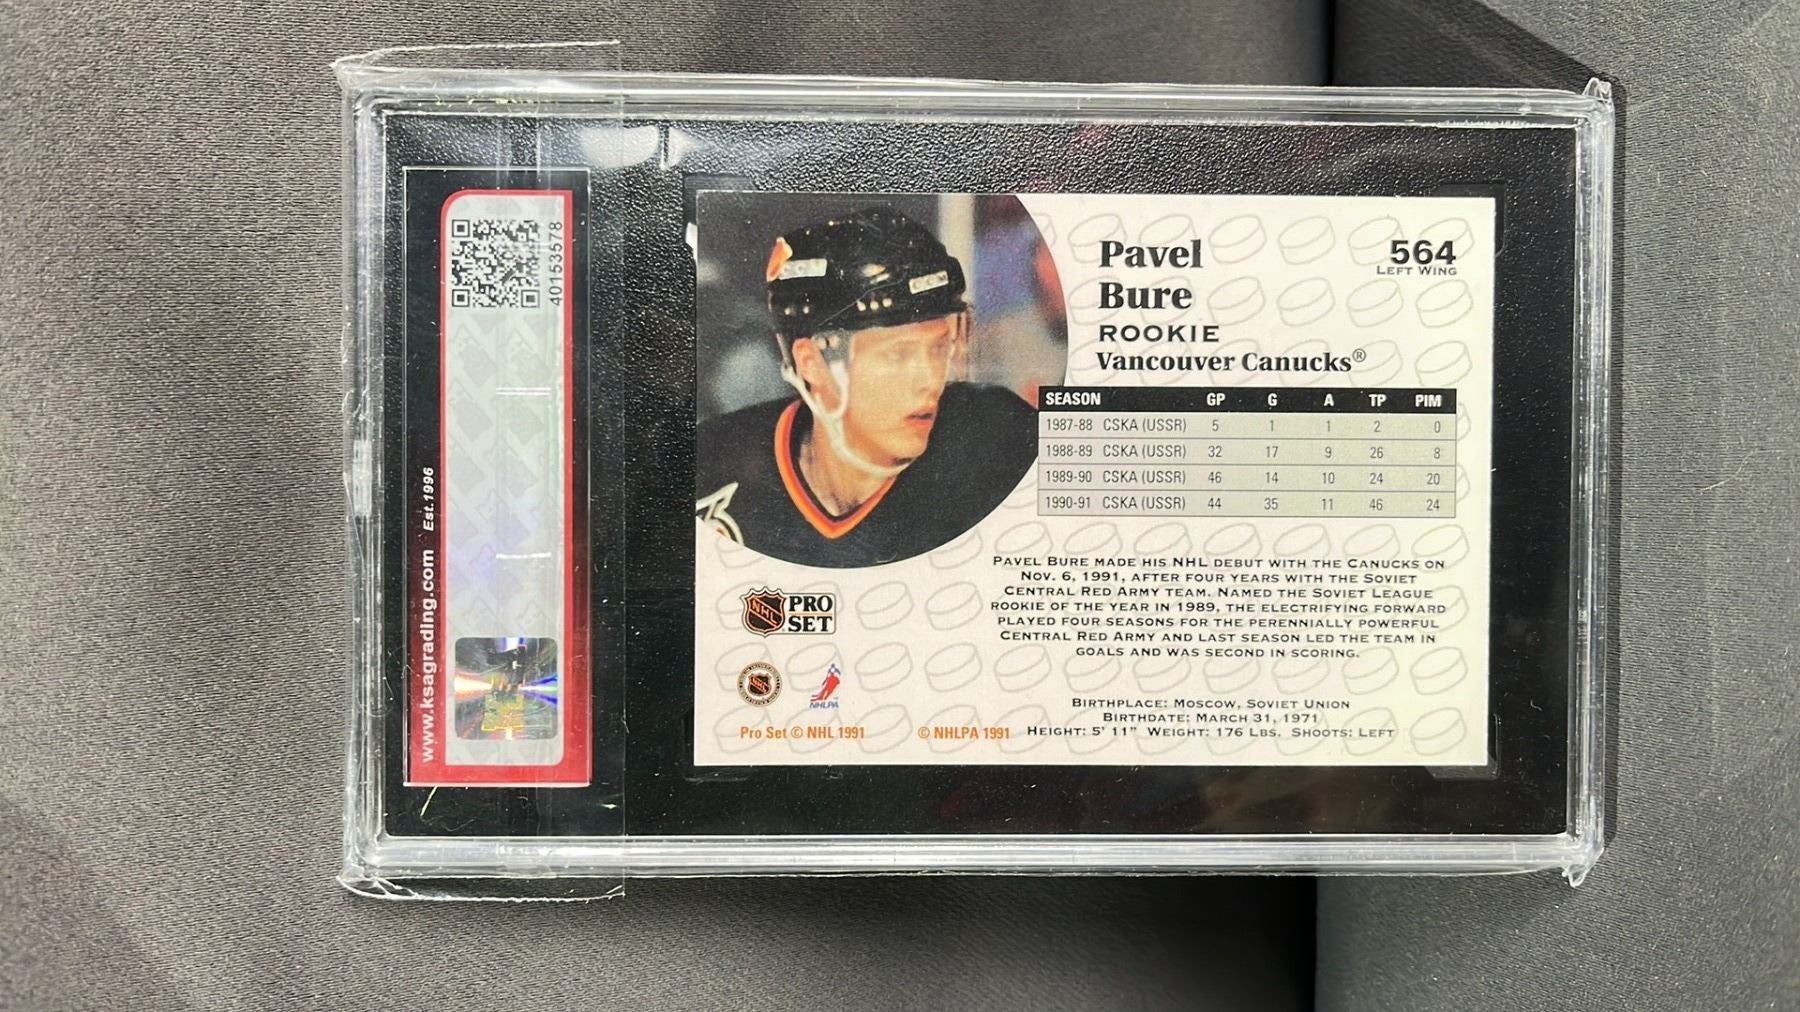 40153578
www.ksagrading.com Est.1996
CCM
CCM
Pavel
Bure
ROOKIE
Vancouver Canucks®
564
LEFT WING
SEASON GP G A TP PIM
1987-88 CSKA (USSR) 5 1 1 2 0
1988-89 CSKA (USSR) 32 17 9 26 8
1989-90 CSKA (USSR) 46 14 10 24 20
1990-91 CSKA (USSR) 44 35 11 46 24
PAVEL BURE MADE HIS NHL DEBUT WITH THE CANUCKS ON
NOV. 6, 1991, AFTER FOUR YEARS WITH THE SOVIET
CENTRAL RED ARMY TEAM. NAMED THE SOVIET LEAGUE
ROOKIE OF THE YEAR IN 1989, THE ELECTRIFYING FORWARD
PLAYED FOUR SEASONS FOR THE PERENNIALLY POWERFUL
CENTRAL RED ARMY AND LAST SEASON LED THE TEAM IN
GOALS AND WAS SECOND IN SCORING.
NHL PRO
SET
NHL
NHLPA
BIRTHPLACE: MOSCOW, SOVIET UNION
BIRTHDATE: MARCH 31, 1971
HEIGHT: 5' 11" WEIGHT: 176 LBS. SHOOTS: LEFT
Pro Set © NHL 1991 © NHLPA 1991